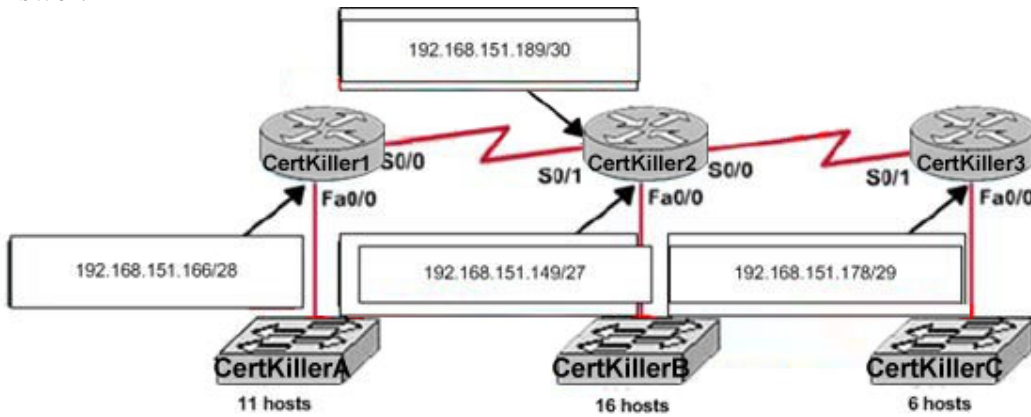 192.168.151.189/30
CertKiller1
S0/0
S0/1
CertKiller2
S0/0
S0/1
CertKiller3
Fa0/0
Fa0/0
Fa0/0
192.168.151.166/28
192.168.151.149/27
192.168.151.178/29
CertKillerA
CertKillerB
CertKillerC
11 hosts
16 hosts
6 hosts